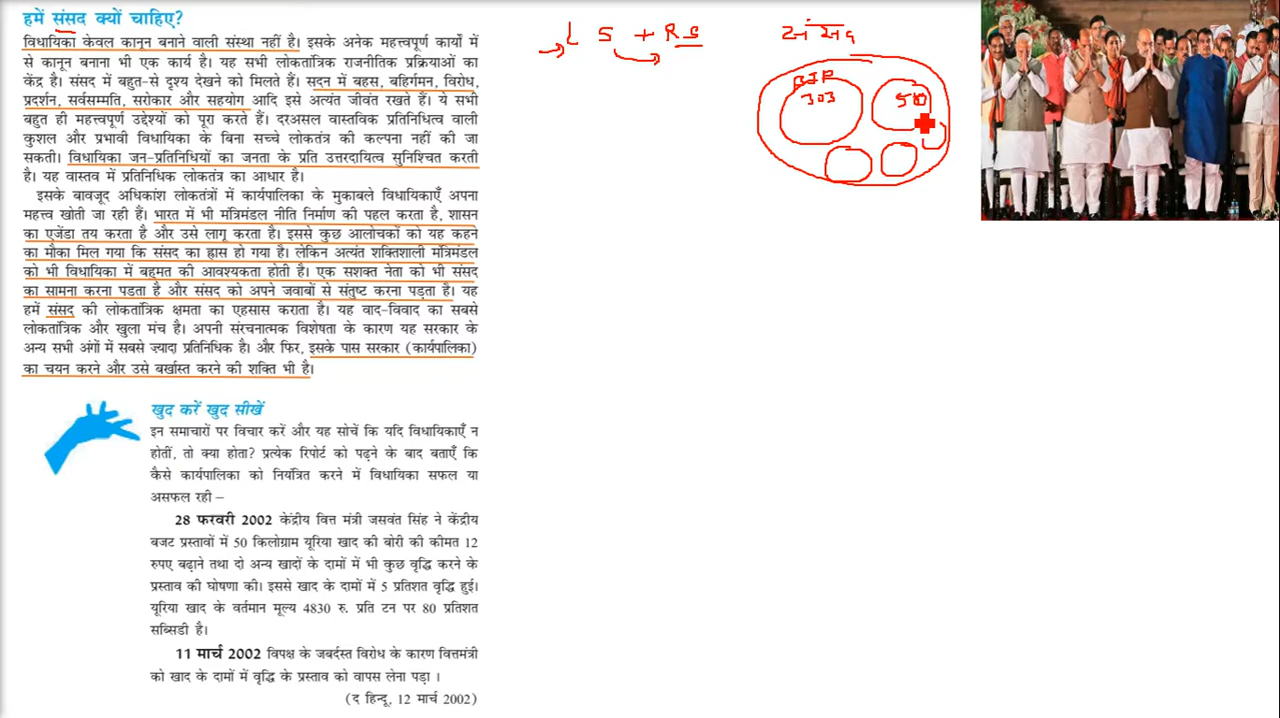 हमें संसद क्यों चाहिए?
विधायिका केवल कानून बनाने वाली संस्था नहीं है। इसके अनेक महत्त्वपूर्ण कार्यों में
से कानून बनाना भी एक कार्य है। यह सभी लोकतांत्रिक राजनीतिक प्रक्रियाओं का
केंद्र है। संसद में बहुत-से दृश्य देखने को मिलते हैं। सदन में बहस, बहिर्गमन, विरोध,
प्रदर्शन, सर्वसम्मति, सरोकार और सहयोग आदि इसे अत्यंत जीवंत रखते हैं। ये सभी
बहुत ही महत्त्वपूर्ण उद्देश्यों को पूरा करते हैं। दरअसल वास्तविक प्रतिनिधित्व वाली
कुशल और प्रभावी विधायिका के बिना सच्चे लोकतंत्र की कल्पना नहीं की जा
सकती। विधायिका जन-प्रतिनिधियों का जनता के प्रति उत्तरदायित्व सुनिश्चित करती
है। यह वास्तव में प्रतिनिधिक लोकतंत्र का आधार है।
इसके बावजूद अधिकांश लोकतंत्रों में कार्यपालिका के मुकाबले विधायिकाएँ अपना
महत्त्व खोती जा रही हैं। भारत में भी मंत्रिमंडल नीति निर्माण की पहल करता है, शासन
का एजेंडा तय करता है और उसे लागू करता है। इससे कुछ आलोचकों को यह कहने
का मौका मिल गया कि संसद का ह्रास हो गया है। लेकिन अत्यंत शक्तिशाली मंत्रिमंडल
को भी विधायिका में बहुमत की आवश्यकता होती है। एक सशक्त नेता को भी संसद
का सामना करना पडता है और संसद को अपने जवाबों से संतुष्ट करना पड़ता है। यह
हमें संसद की लोकतांत्रिक क्षमता का एहसास कराता है। यह वाद-विवाद का सबसे
लोकतांत्रिक और खुला मंच है। अपनी संरचनात्मक विशेषता के कारण यह सरकार के
अन्य सभी अंगों में सबसे ज़्यादा प्रतिनिधिक है। और फिर, इसके पास सरकार (कार्यपालिका)
का चयन करने और उसे बर्खास्त करने की शक्ति भी है।
खुद करें खुद सीखें
इन समाचारों पर विचार करें और यह सोचें कि यदि विधायिकाएँ न
होतीं, तो क्या होता? प्रत्येक रिपोर्ट को पढ़ने के बाद बताएँ कि
कैसे कार्यपालिका को नियंत्रित करने में विधायिका सफल या
असफल रही –
28 फरवरी 2002 केंद्रीय वित्त मंत्री जसवंत सिंह ने केंद्रीय
बजट प्रस्तावों में 50 किलोग्राम यूरिया खाद की बोरी की कीमत 12
रुपए बढ़ाने तथा दो अन्य खादों के दामों में भी कुछ वृद्धि करने के
प्रस्ताव की घोषणा की। इससे खाद के दामों में 5 प्रतिशत वृद्धि हुई।
यूरिया खाद के वर्तमान मूल्य 4830 रु. प्रति टन पर 80 प्रतिशत
सब्सिडी है।
11 मार्च 2002 विपक्ष के जबर्दस्त विरोध के कारण वित्तमंत्री
को खाद के दामों में वृद्धि के प्रस्ताव को वापस लेना पड़ा ।
(द हिन्दू, 12 मार्च 2002)
L S + RS
संसद
BJP
303
50